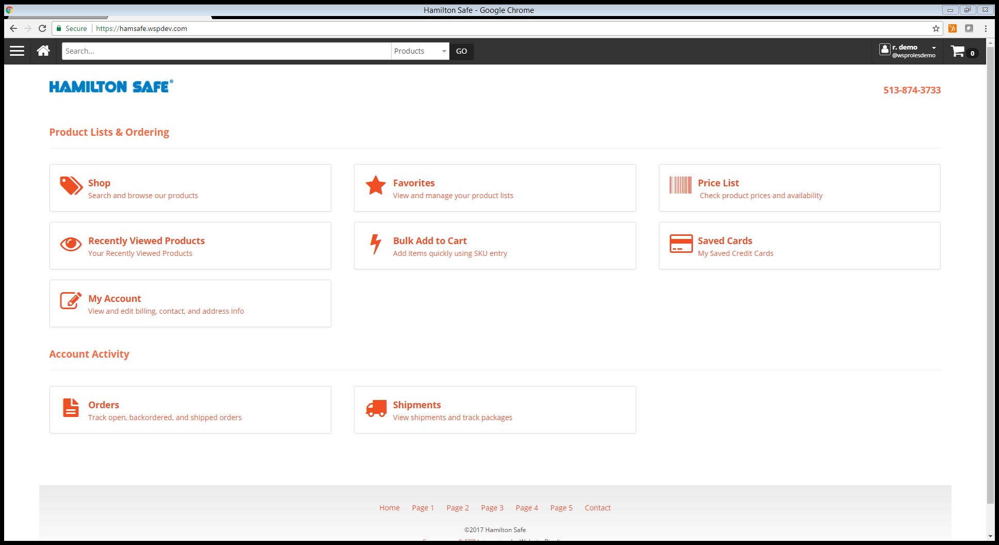 Hamilton Safe - Google Chrome
Secure https://hamsafe.wspdev.com
Search... Products GO r. demo
@wsprolesdemo 0
HAMILTON SAFE®
513-874-3733
Product Lists & Ordering
Shop
Search and browse our products
Favorites
View and manage your product lists
Price List
Check product prices and availability
Recently Viewed Products
Your Recently Viewed Products
Bulk Add to Cart
Add items quickly using SKU entry
Saved Cards
My Saved Credit Cards
My Account
View and edit billing, contact, and address info
Account Activity
Orders
Track open, backordered, and shipped orders
Shipments
View shipments and track packages
Home Page 1 Page 2 Page 3 Page 4 Page 5 Contact
©2017 Hamilton Safe